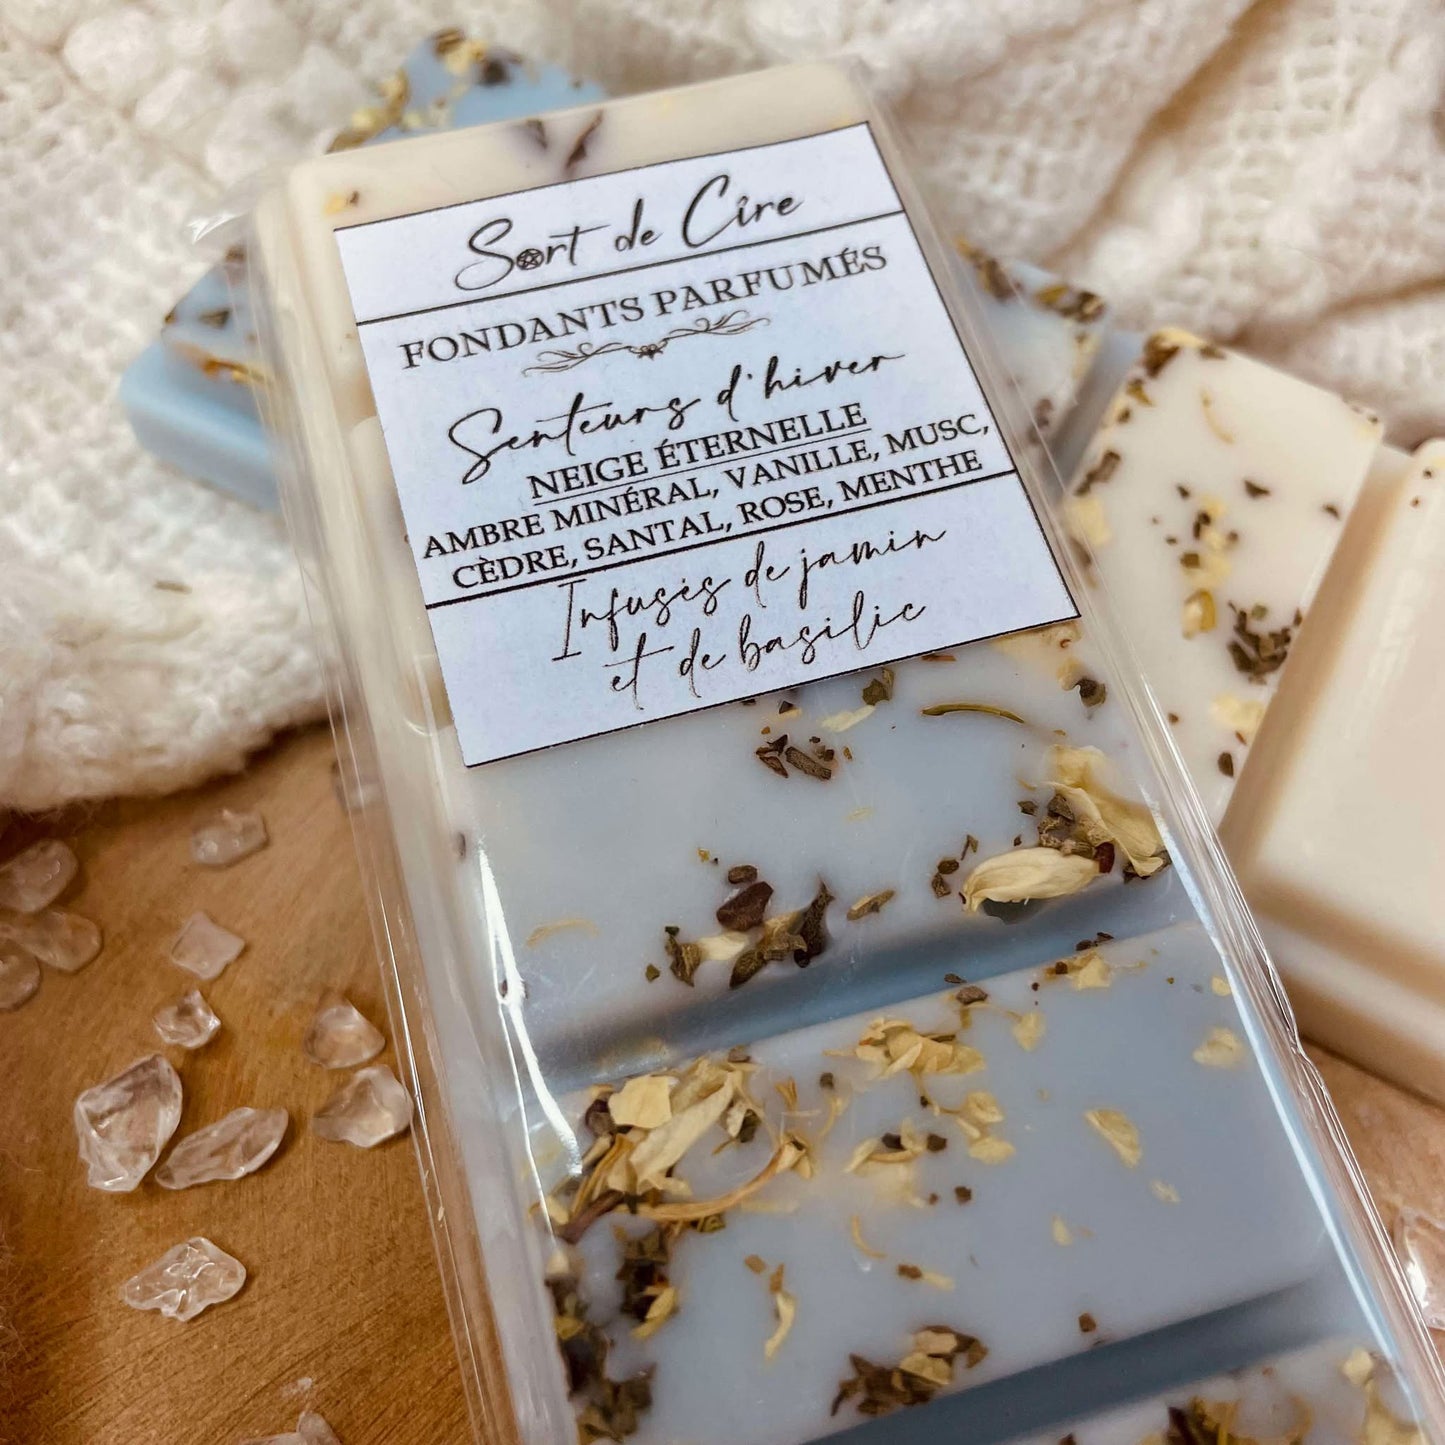 Sort de Cîre
FONDANTS PARFUMÉS
Senteurs d'hiver
NEIGE ÉTERNELLE
AMBRE MINÉRAL, VANILLE, MUSC,
CÈDRE, SANTAL, ROSE, MENTHE
Infusés de jamin
et de basilic